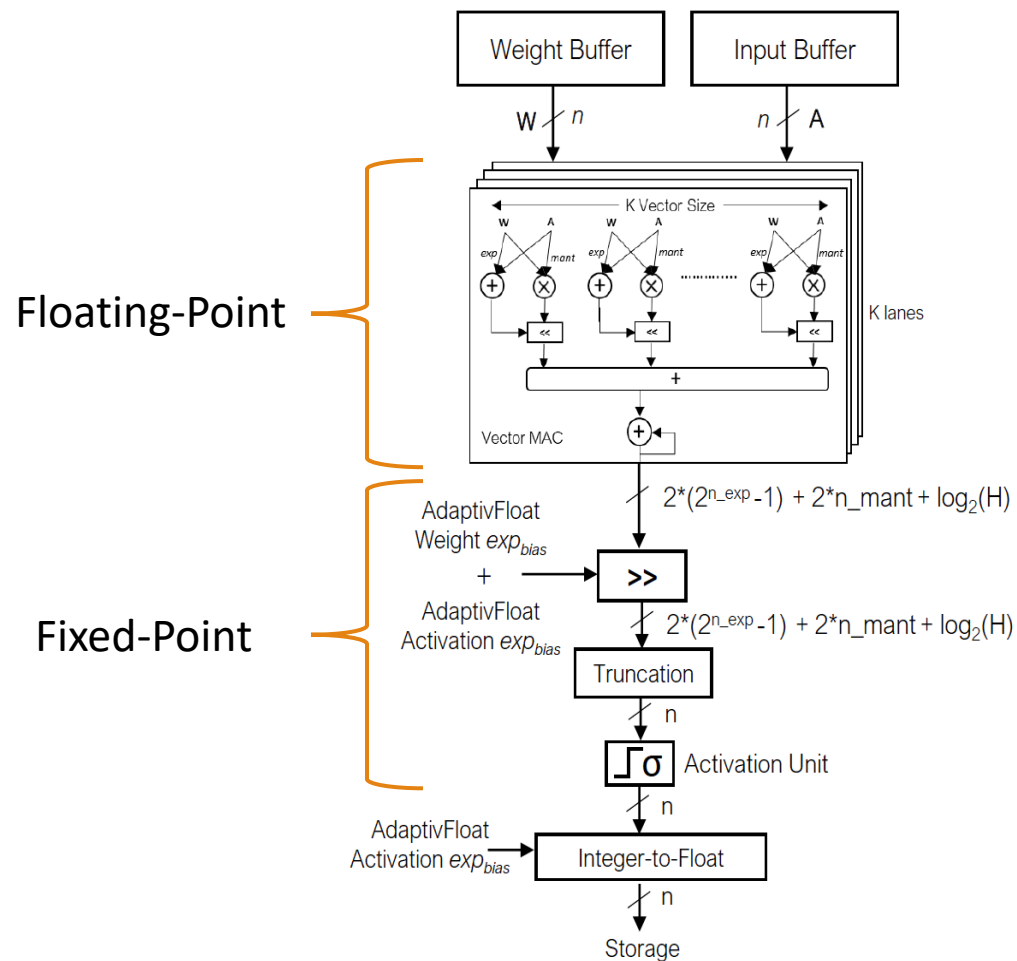 Weight Buffer
Input Buffer
W
n
n
A
K Vector Size
W A W A W A
exp mant exp mant exp mant
+ x + x + x
<< << <<
K lanes
+
+
Vector MAC
Floating-Point
2*(2^n_exp-1) + 2*n_mant + log₂(H)
AdaptivFloat
Weight exp_bias
+
>>
AdaptivFloat
Activation exp_bias
2*(2^n_exp-1) + 2*n_mant + log₂(H)
Fixed-Point
Truncation
n
σ
Activation Unit
n
AdaptivFloat
Activation exp_bias
Integer-to-Float
n
Storage